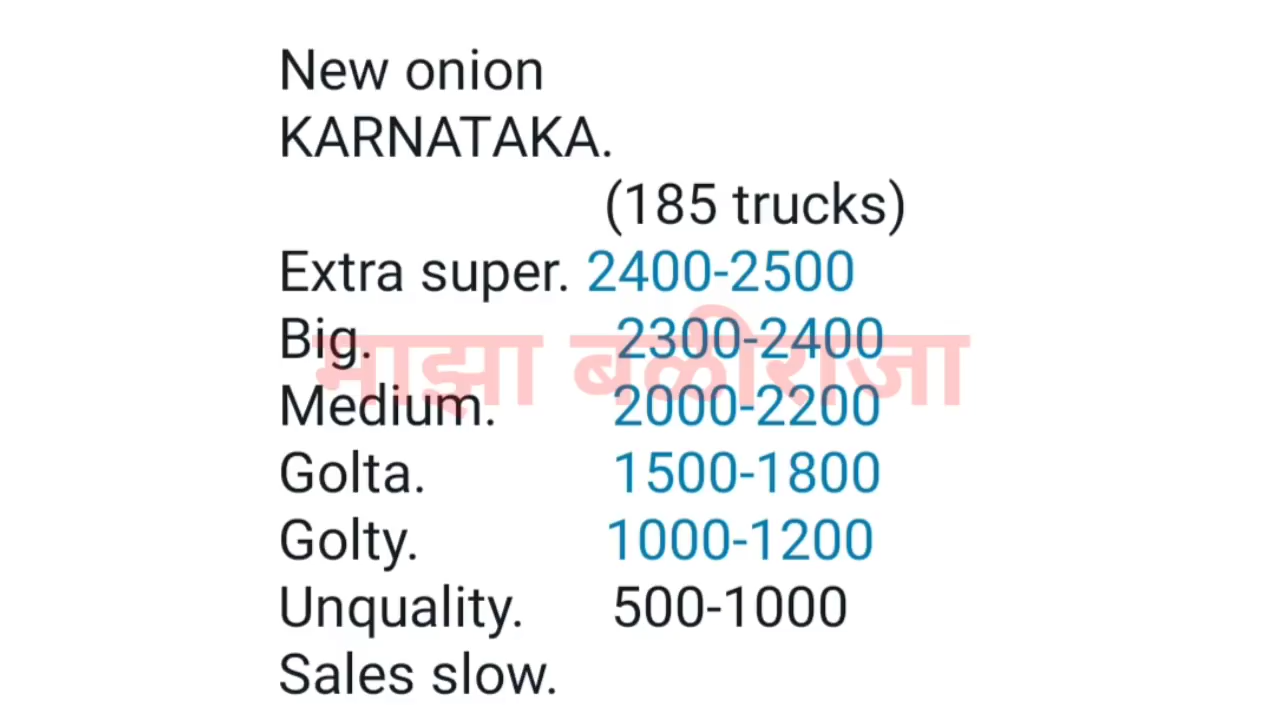 New onion
KARNATAKA.
(185 trucks)
Extra super. 2400-2500
Big. 2300-2400
माझा बळीराजा
Medium. 2000-2200
Golta. 1500-1800
Golty. 1000-1200
Unquality. 500-1000
Sales slow.